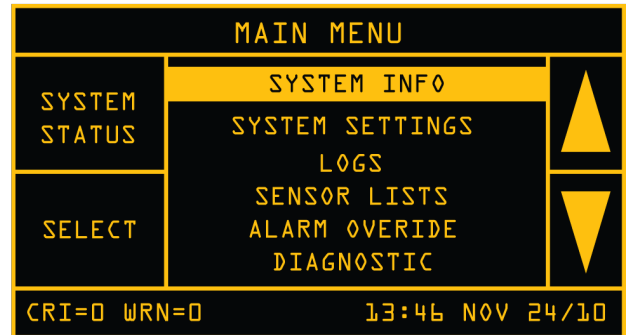 MAIN MENU
SYSTEM STATUS
SELECT
SYSTEM INFO
SYSTEM SETTINGS
LOGS
SENSOR LISTS
ALARM OVERIDE
DIAGNOSTIC
CRI=0 WRN=0
13:46 NOV 24/10